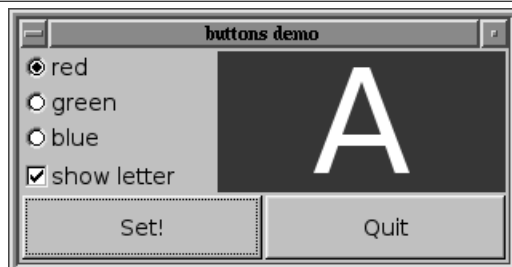 buttons demo
red
green
blue
show letter
A
Set!
Quit